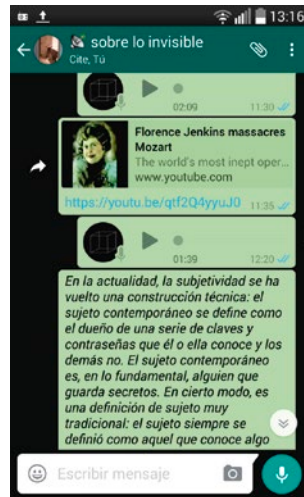 13:16
sobre lo invisible
Cite, Tú
02:09 11:30
Florence Jenkins massacres
Mozart
The world's most inept oper...
www.youtube.com
https://youtu.be/qtf2Q4yyuJ0 11:35
01:39 12:20
En la actualidad, la subjetividad se ha
vuelto una construcción técnica: el
sujeto contemporáneo se define como
el dueño de una serie de claves y
contraseñas que él o ella conoce y los
demás no. El sujeto contemporáneo
es, en lo fundamental, alguien que
guarda secretos. En cierto modo, es
una definición de sujeto muy
tradicional: el sujeto siempre se
definió como aquel que conoce algo
Escribir mensaje